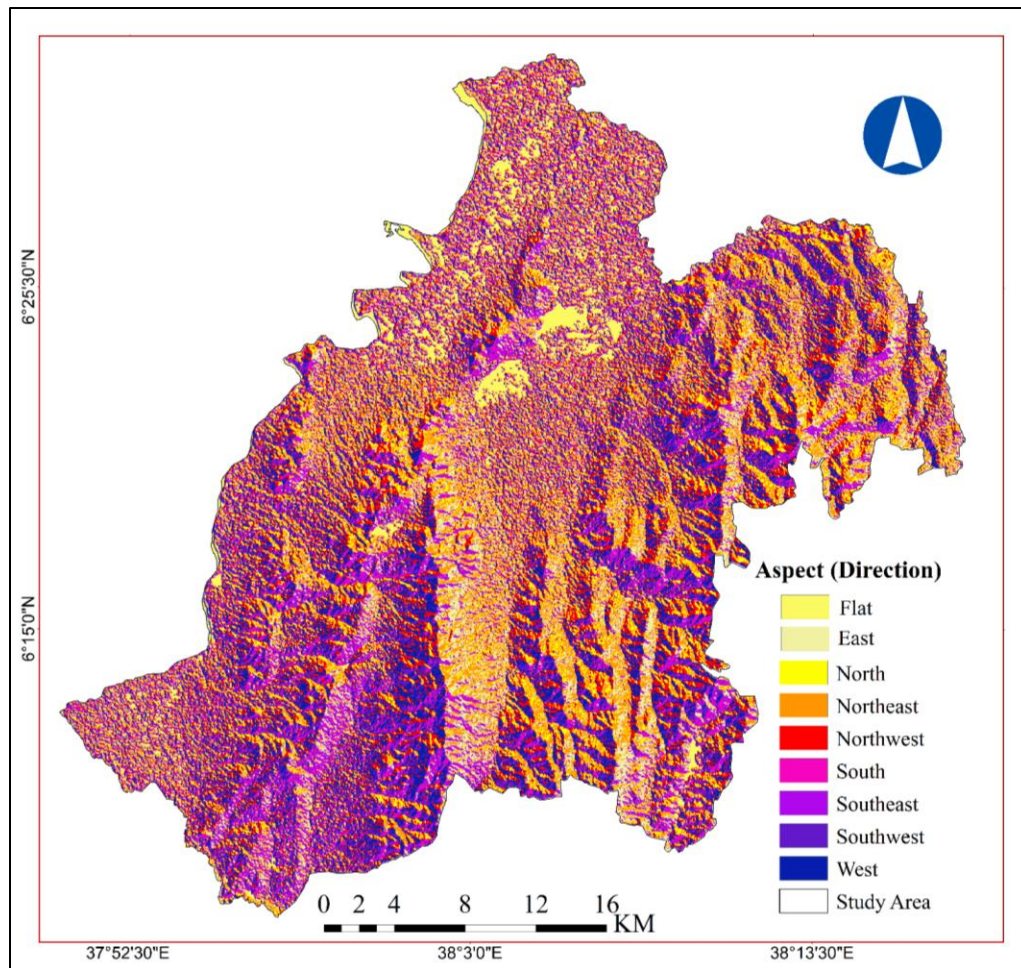 6°25'30"N
6°15'0"N
Aspect (Direction)
Flat
East
North
Northeast
Northwest
South
Southeast
Southwest
West
Study Area
0 2 4 8 12 16
KM
37°52'30"E 38°3'0"E 38°13'30"E